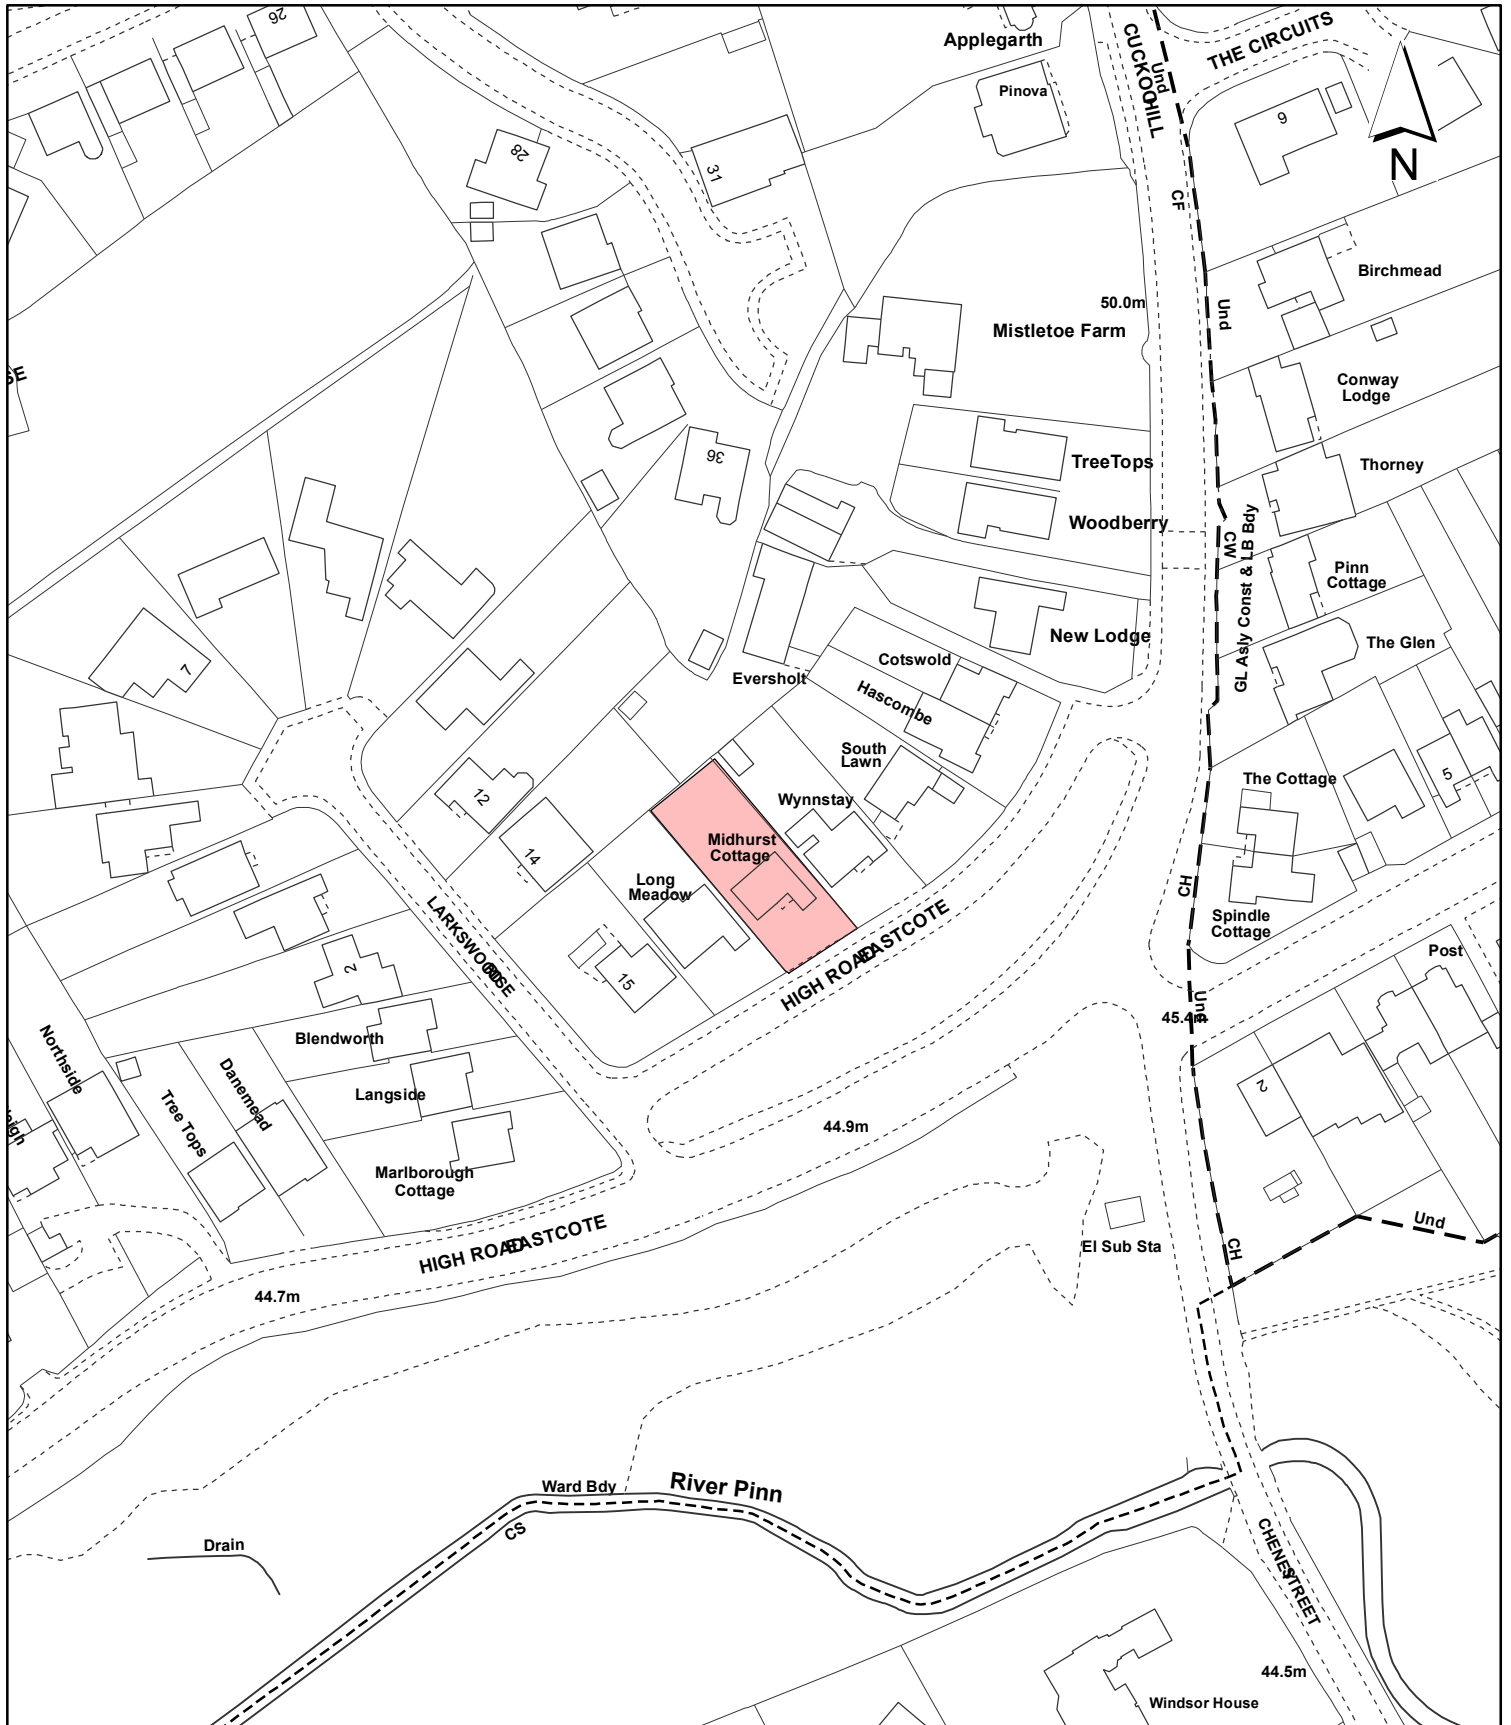 26
Applegarth
CUCKOO HILL
Und
THE CIRCUITS
Pinova
6
N
28
31
CF
Birchmead
50.0m
Und
Mistletoe Farm
Conway
Lodge
36
TreeTops
Thorney
Woodberry
CW
GL Asly Const & LB Bdy
Pinn
Cottage
New Lodge
The Glen
7
Eversholt
Cotswold
Hascombe
South
Lawn
The Cottage
5
12
Wynnstay
Midhurst
Cottage
14
Long
Meadow
CH
Spindle
Cottage
LARKSWOOD RISE
HIGH ROAD EASTCOTE
Post
2
15
Und
45.4m
Northside
Blendworth
Danemead
Tree Tops
Langside
2
44.9m
Marlborough
Cottage
HIGH ROAD EASTCOTE
El Sub Sta
CH
Und
44.7m
Ward Bdy
River Pinn
CS
Drain
CHENEY STREET
44.5m
Windsor House